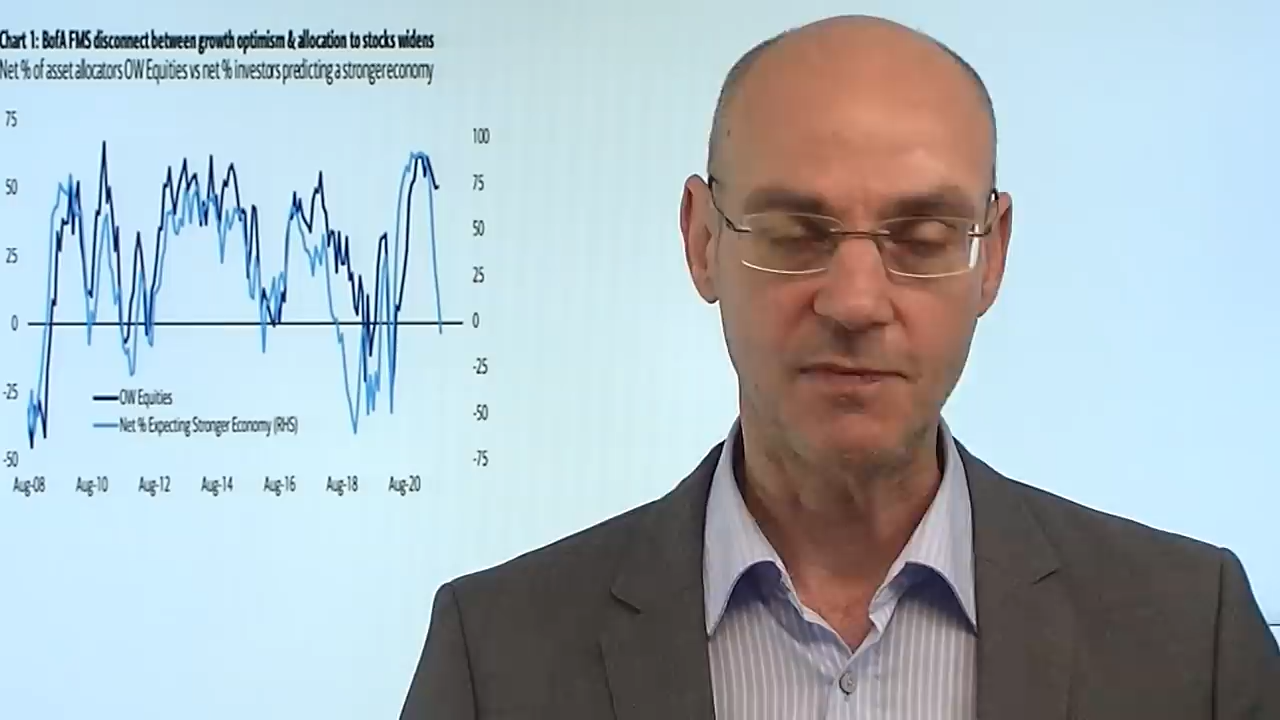 Chart 1: BofA FMS disconnect between growth optimism & allocation to stocks widens
Net % of asset allocators OW Equities vs net % investors predicting a stronger economy
75
50
25
0
-25
-50
100
75
50
25
0
-25
-50
-75
OW Equities
Net % Expecting Stronger Economy (RHS)
Aug-08 Aug-10 Aug-12 Aug-14 Aug-16 Aug-18 Aug-20